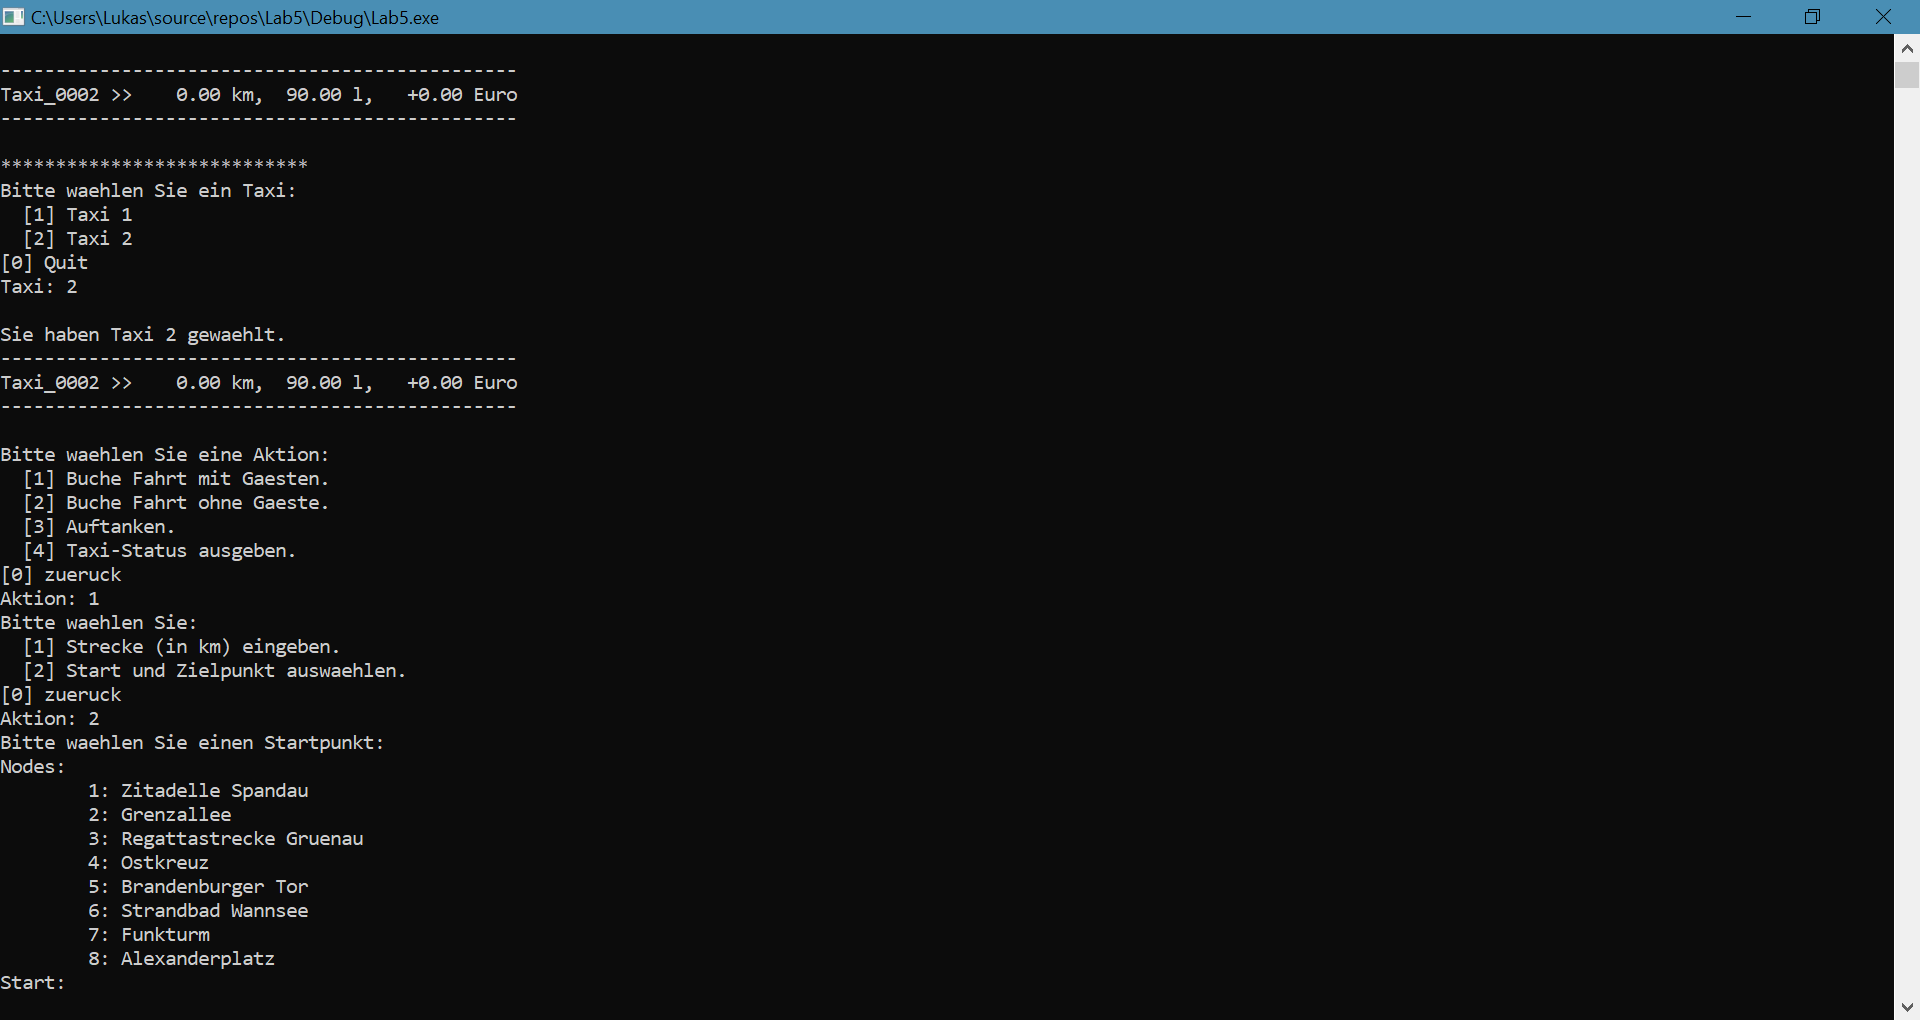 C:\Users\Lukas\source\repos\Lab5\Debug\Lab5.exe
-----------------------------------------------
Taxi_0002 >>    0.00 km,  90.00 l,   +0.00 Euro
-----------------------------------------------
****************************
Bitte waehlen Sie ein Taxi:
  [1] Taxi 1
  [2] Taxi 2
[0] Quit
Taxi: 2
Sie haben Taxi 2 gewaehlt.
-----------------------------------------------
Taxi_0002 >>    0.00 km,  90.00 l,   +0.00 Euro
-----------------------------------------------
Bitte waehlen Sie eine Aktion:
  [1] Buche Fahrt mit Gaesten.
  [2] Buche Fahrt ohne Gaeste.
  [3] Auftanken.
  [4] Taxi-Status ausgeben.
[0] zueruck
Aktion: 1
Bitte waehlen Sie:
  [1] Strecke (in km) eingeben.
  [2] Start und Zielpunkt auswaehlen.
[0] zueruck
Aktion: 2
Bitte waehlen Sie einen Startpunkt:
Nodes:
        1: Zitadelle Spandau
        2: Grenzallee
        3: Regattastrecke Gruenau
        4: Ostkreuz
        5: Brandenburger Tor
        6: Strandbad Wannsee
        7: Funkturm
        8: Alexanderplatz
Start: